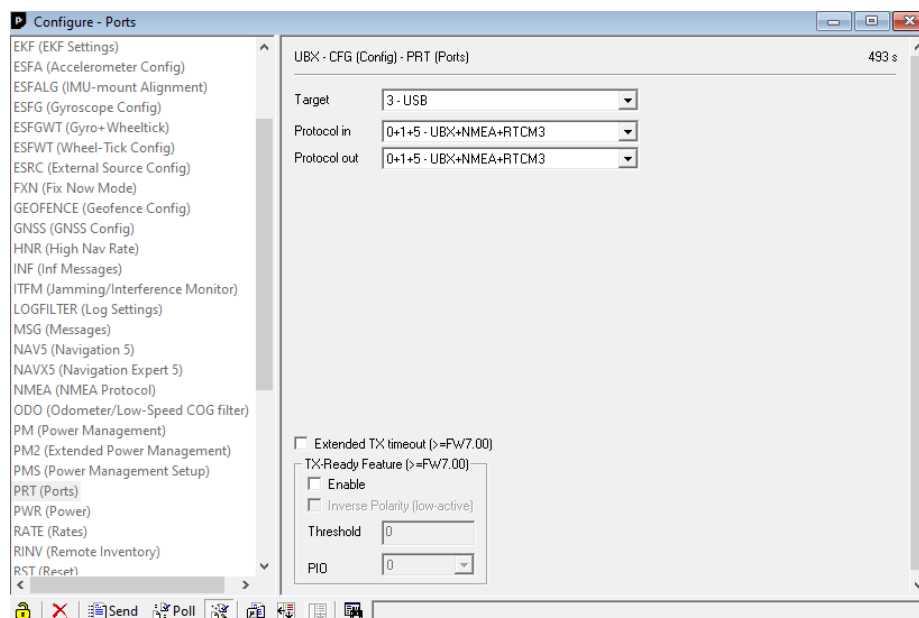 Configure - Ports
EKF (EKF Settings)
ESFA (Accelerometer Config)
ESFALG (IMU-mount Alignment)
ESFG (Gyroscope Config)
ESFGWT (Gyro+Wheeltick)
ESFWT (Wheel-Tick Config)
ESRC (External Source Config)
FXN (Fix Now Mode)
GEOFENCE (Geofence Config)
GNSS (GNSS Config)
HNR (High Nav Rate)
INF (Inf Messages)
ITFM (Jamming/Interference Monitor)
LOGFILTER (Log Settings)
MSG (Messages)
NAV5 (Navigation 5)
NAVX5 (Navigation Expert 5)
NMEA (NMEA Protocol)
ODO (Odometer/Low-Speed COG filter)
PM (Power Management)
PM2 (Extended Power Management)
PMS (Power Management Setup)
PRT (Ports)
PWR (Power)
RATE (Rates)
RINV (Remote Inventory)
RST (Reset)
UBX - CFG (Config) - PRT (Ports) 493 s
Target 3 - USB
Protocol in 0+1+5 - UBX+NMEA+RTCM3
Protocol out 0+1+5 - UBX+NMEA+RTCM3
Extended TX timeout (>=FW7.00)
TX-Ready Feature (>=FW7.00)
Enable
Inverse Polarity (low-active)
Threshold 0
PIO 0
Send Poll